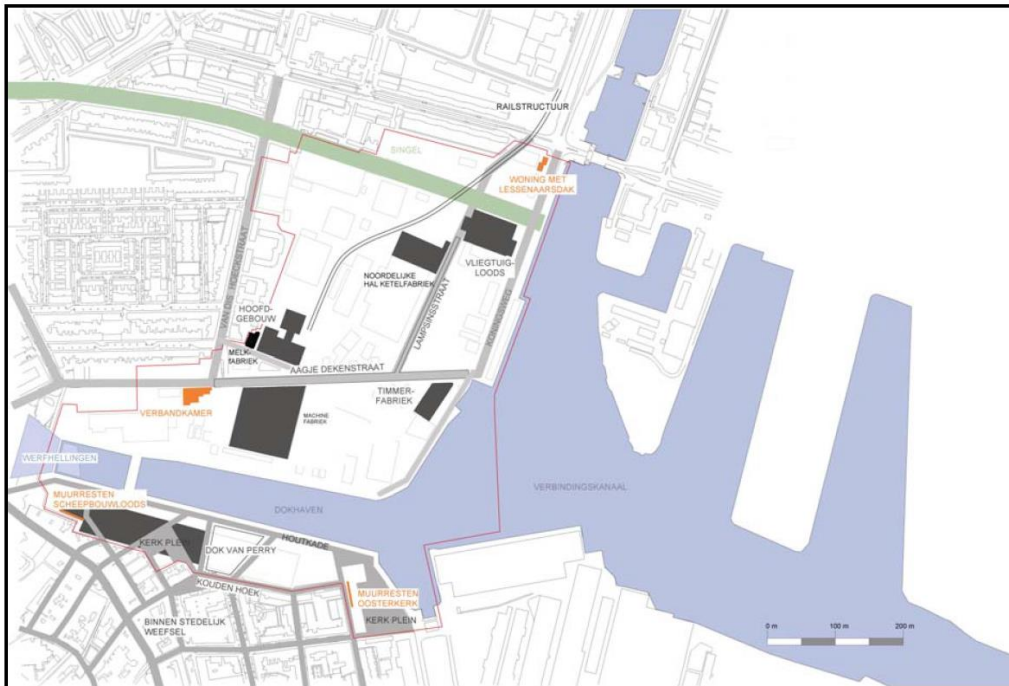 RAILSTRUCTUUR
SINGEL
WONING MET
LESSENAARSDAK
VAN DIS HOECKSTRAAT
NOORDELIJKE
HAL KETELFABRIEK
VLIEGTUIG-
LOODS
LAMPSINSSTRAAT
KONINGSWEG
HOOFD-
GEBOUW
MELK-
FABRIEK
AAGJE DEKENSTRAAT
TIMMER-
FABRIEK
VERBANDKAMER
MACHINE
FABRIEK
WERFHELLINGEN
VERBINDINGSKANAAL
MUURRESTEN
SCHEEPBOUWLOODS
DOKHAVEN
KERK PLEIN
DOK VAN PERRY
HOUTKADE
KOUDEN HOEK
MUURRESTEN
OOSTERKERK
BINNEN STEDELIJK
WEEFSEL
KERK PLEIN
0 m
100 m
200 m